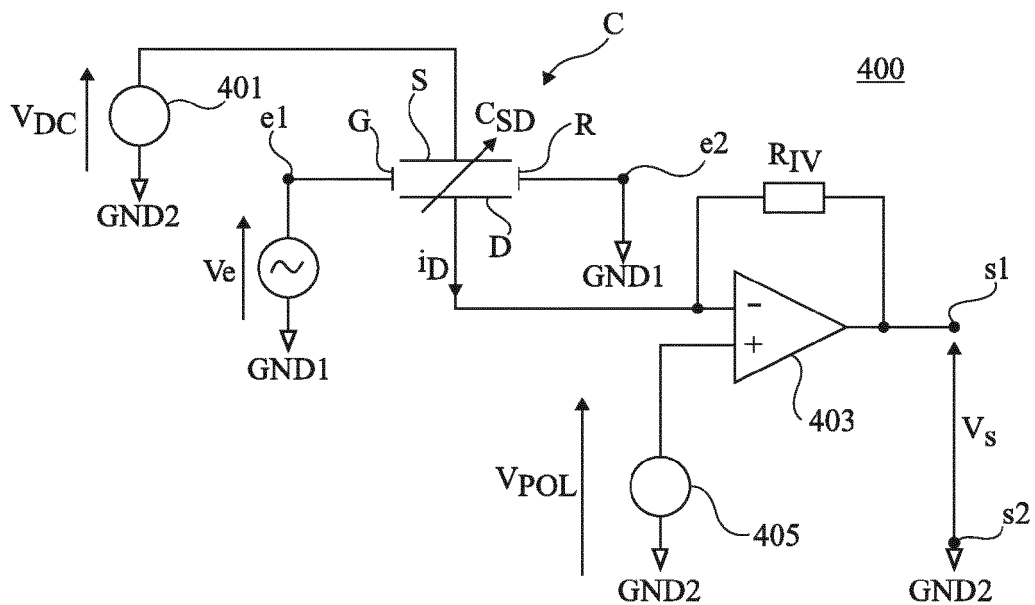 C
400
401
S
V_DC
C_SD
e1
G
R
e2
R_IV
GND2
D
i_D
Ve
GND1
s1
-
+
GND1
403
V_s
V_POL
405
s2
GND2
GND2